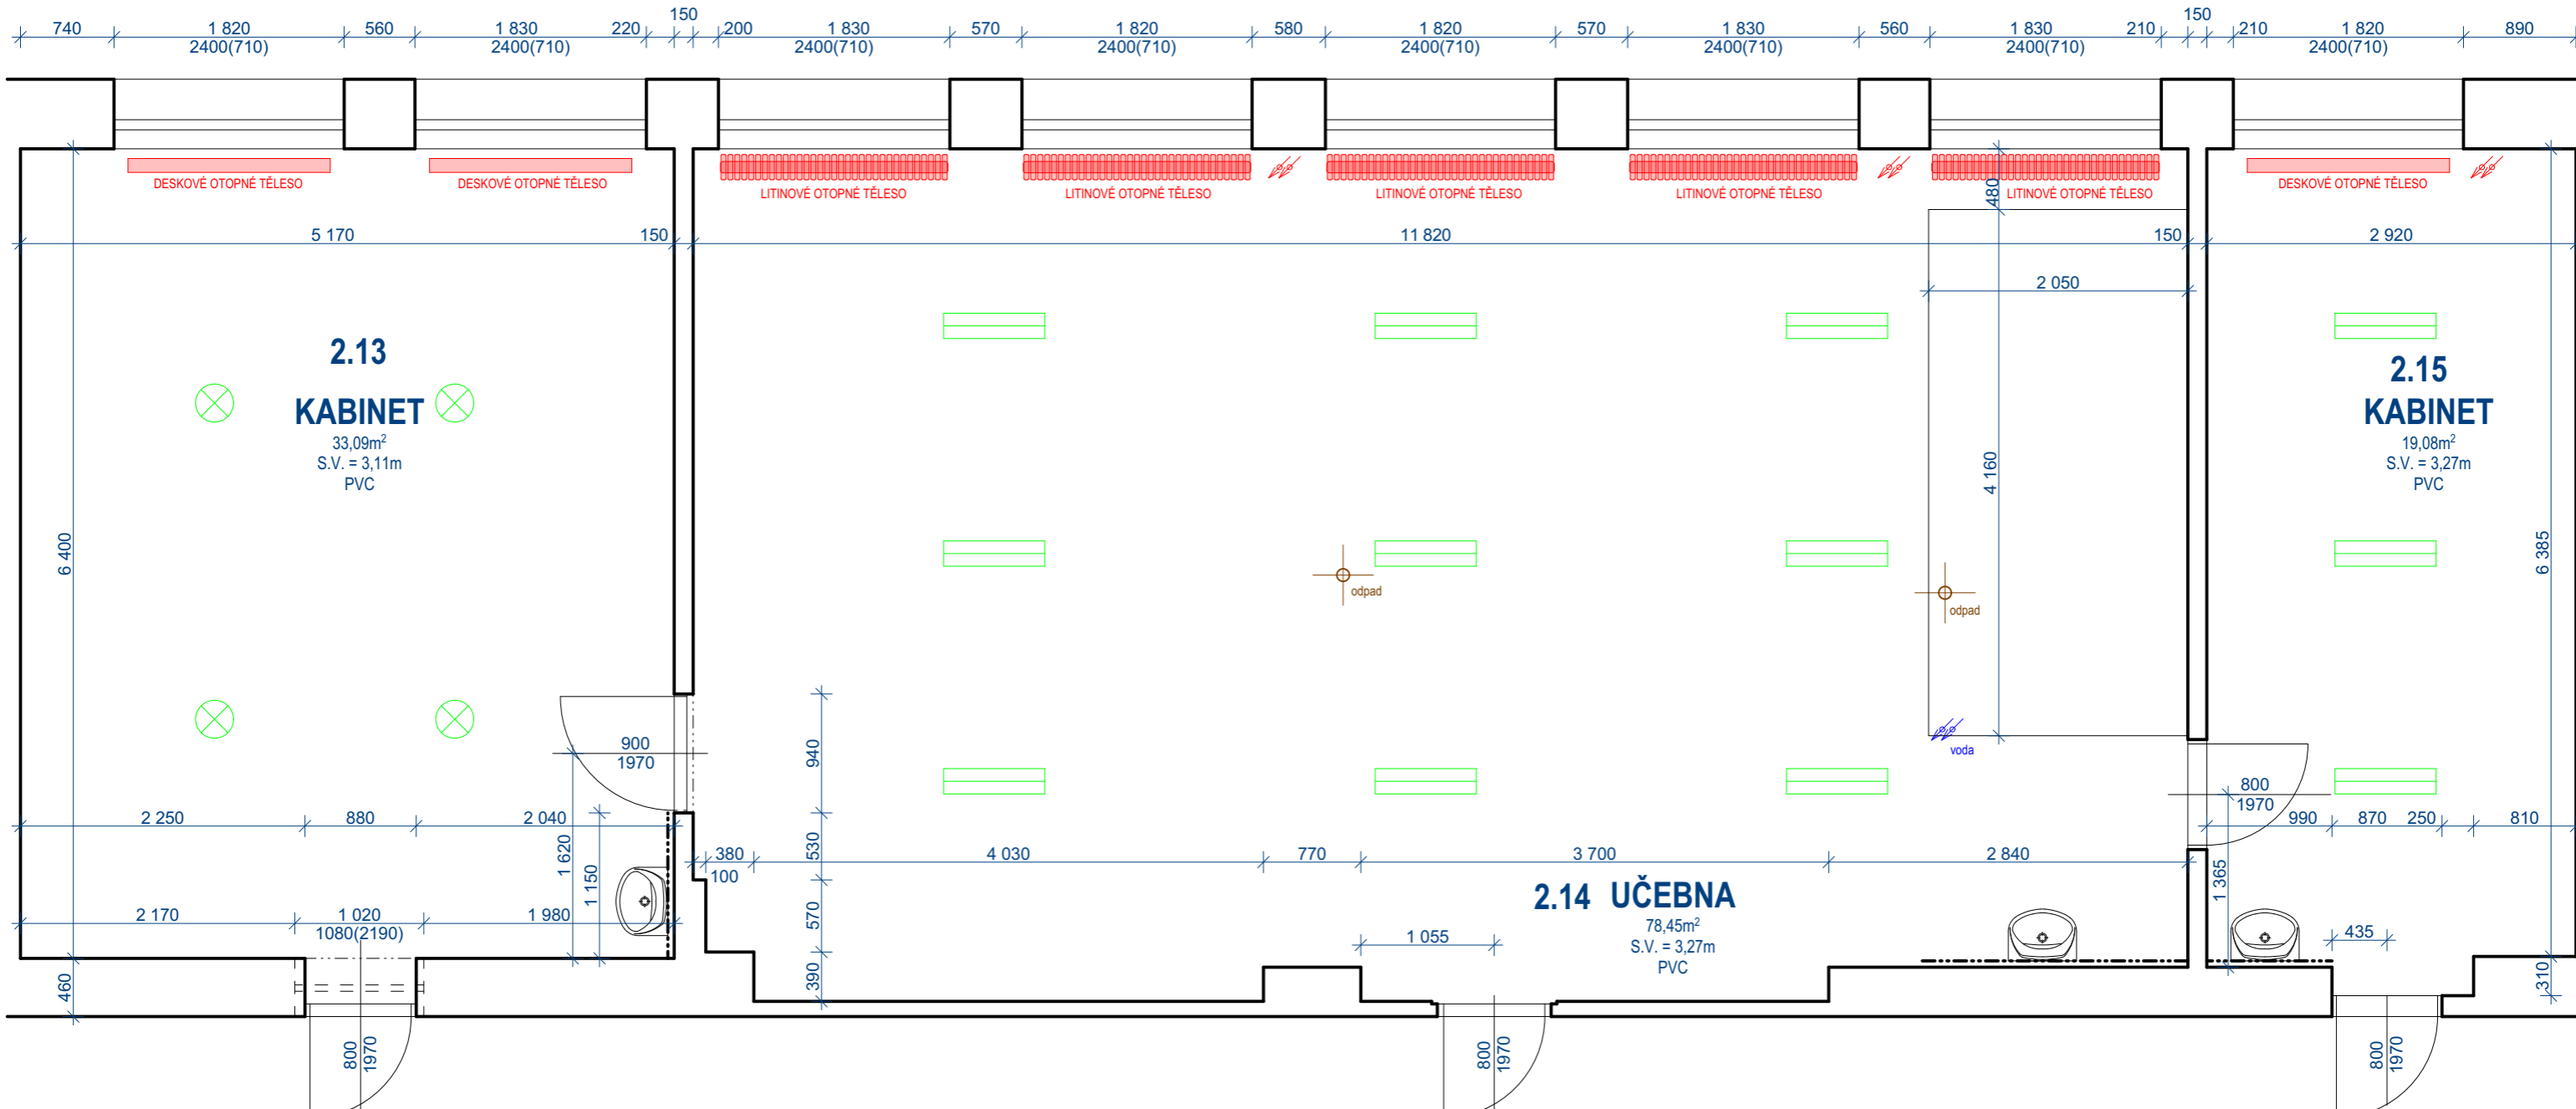 150 150
740 1 820 560 1 830 220 200 1 830 570 1 820 580 1 820 570 1 830 560 1 830 210 210 1 820 890
2400(710) 2400(710) 2400(710) 2400(710) 2400(710) 2400(710) 2400(710) 2400(710)
DESKOVÉ OTOPNÉ TĚLESO DESKOVÉ OTOPNÉ TĚLESO DESKOVÉ OTOPNÉ TĚLESO
LITINOVÉ OTOPNÉ TĚLESO LITINOVÉ OTOPNÉ TĚLESO LITINOVÉ OTOPNÉ TĚLESO LITINOVÉ OTOPNÉ TĚLESO LITINOVÉ OTOPNÉ TĚLESO
480
5 170 150 11 820 150 2 920
2 050
2.13
KABINET
33,09m²
S.V. = 3,11m
PVC
2.15
KABINET
19,08m²
S.V. = 3,27m
PVC
4 160
6 400
6 385
odpad
odpad
voda
900
1970
940
800
1970
2 250 880 2 040
990 870 250 810
1 620
1 150
530
380 4 030 770 3 700 2 840
100
570
390
1 365
2.14 UČEBNA
78,45m²
S.V. = 3,27m
PVC
2 170 1 020 1 980
1080(2190)
1 055
435
460
310
800
1970
800
1970
800
1970